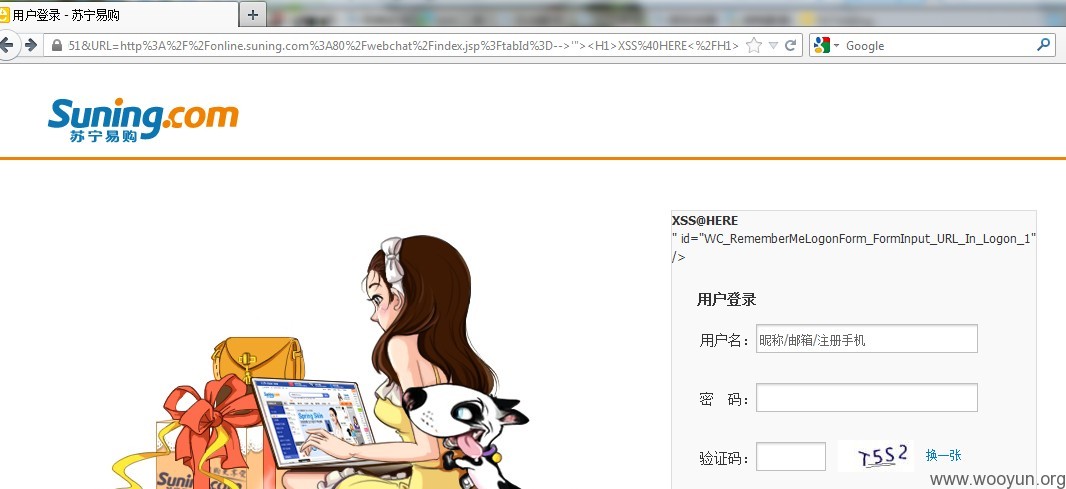 用户登录 - 苏宁易购
51&URL=http%3A%2F%2Fonline.suning.com%3A80%2Fwebchat%2Findex.jsp%3FtabId%3D-->'"><H1>XSS%40HERE<%2FH1>
Google
Suning.com
苏宁易购
XSS@HERE
" id="WC_RememberMeLogonForm_FormInput_URL_In_Logon_1"
/>
用户登录
用户名：
昵称/邮箱/注册手机
密 码：
验证码：
T5S2
换一张
Spring Skin
Suning
www.wooyun.org